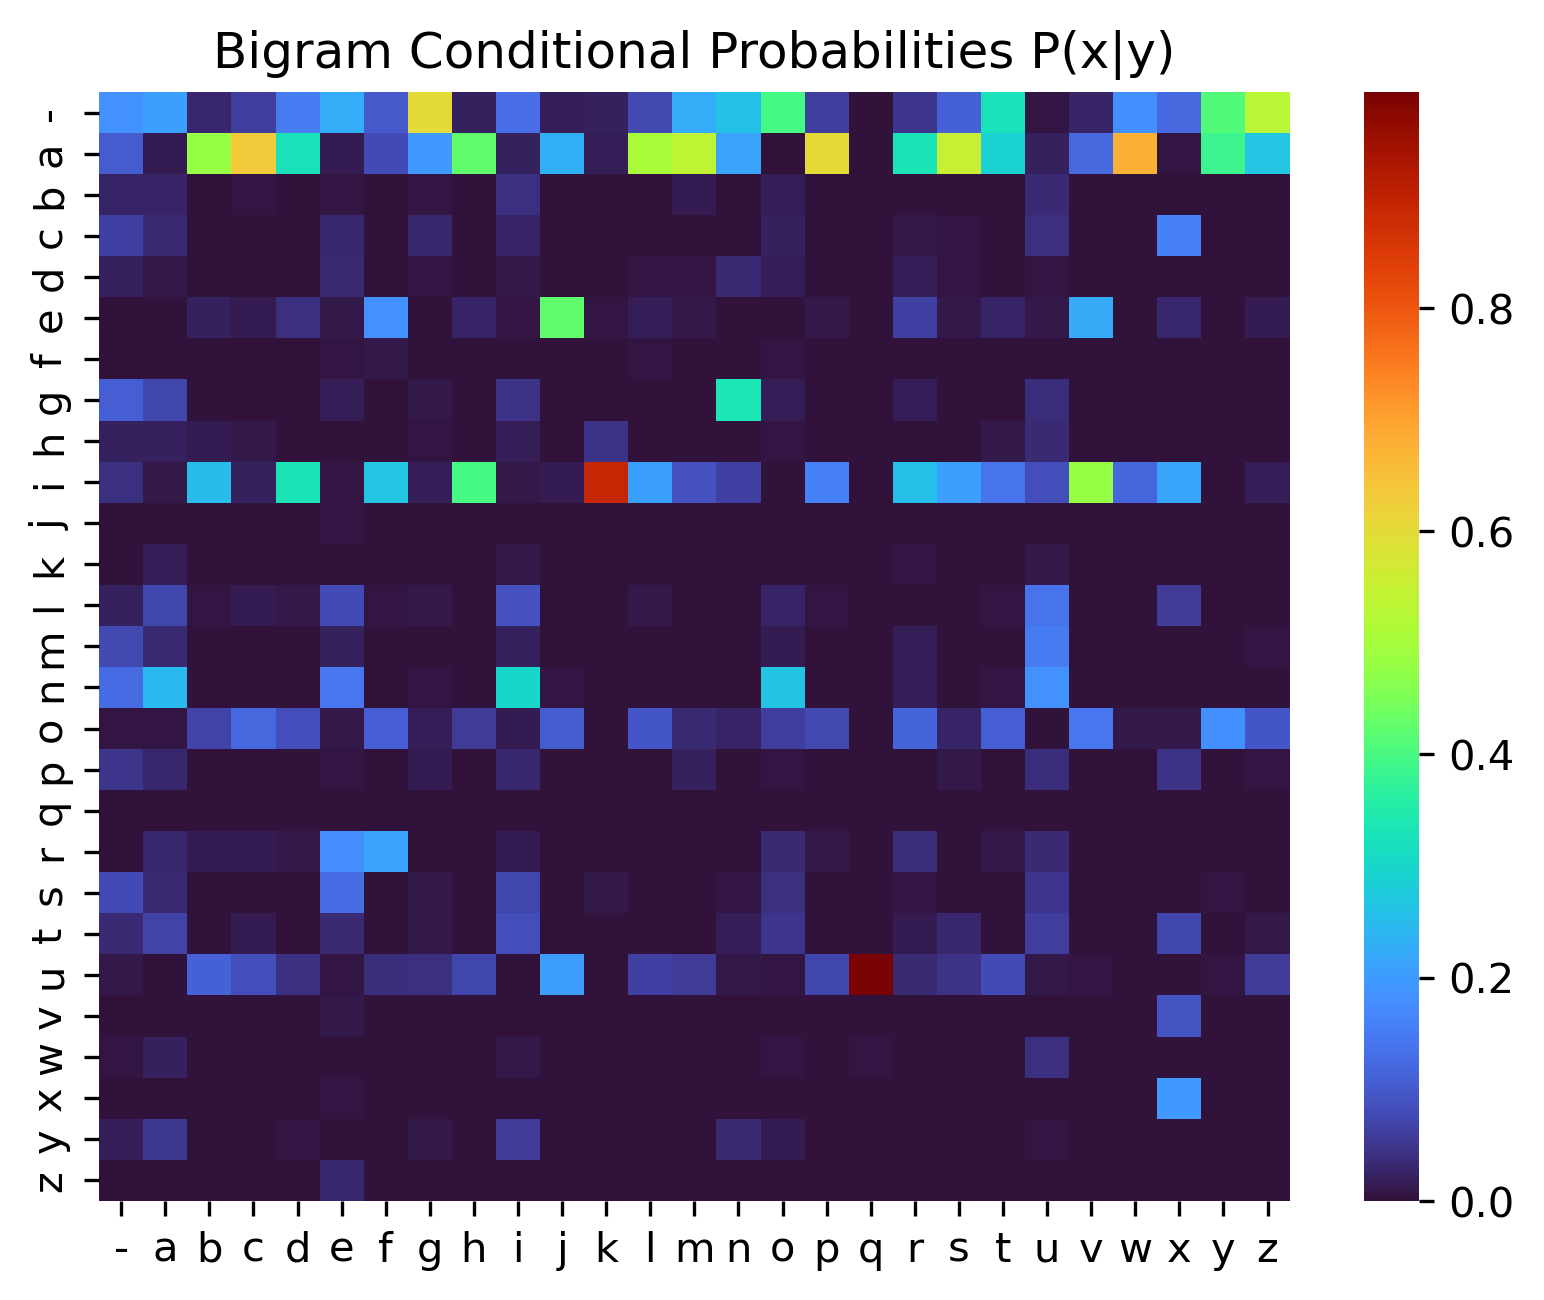 Bigram Conditional Probabilities P(x|y)
-
a
b
c
d
e
f
g
h
i
j
k
l
m
n
o
p
q
r
s
t
u
v
w
x
y
z
- a b c d e f g h i j k l m n o p q r s t u v w x y z
0.8
0.6
0.4
0.2
0.0